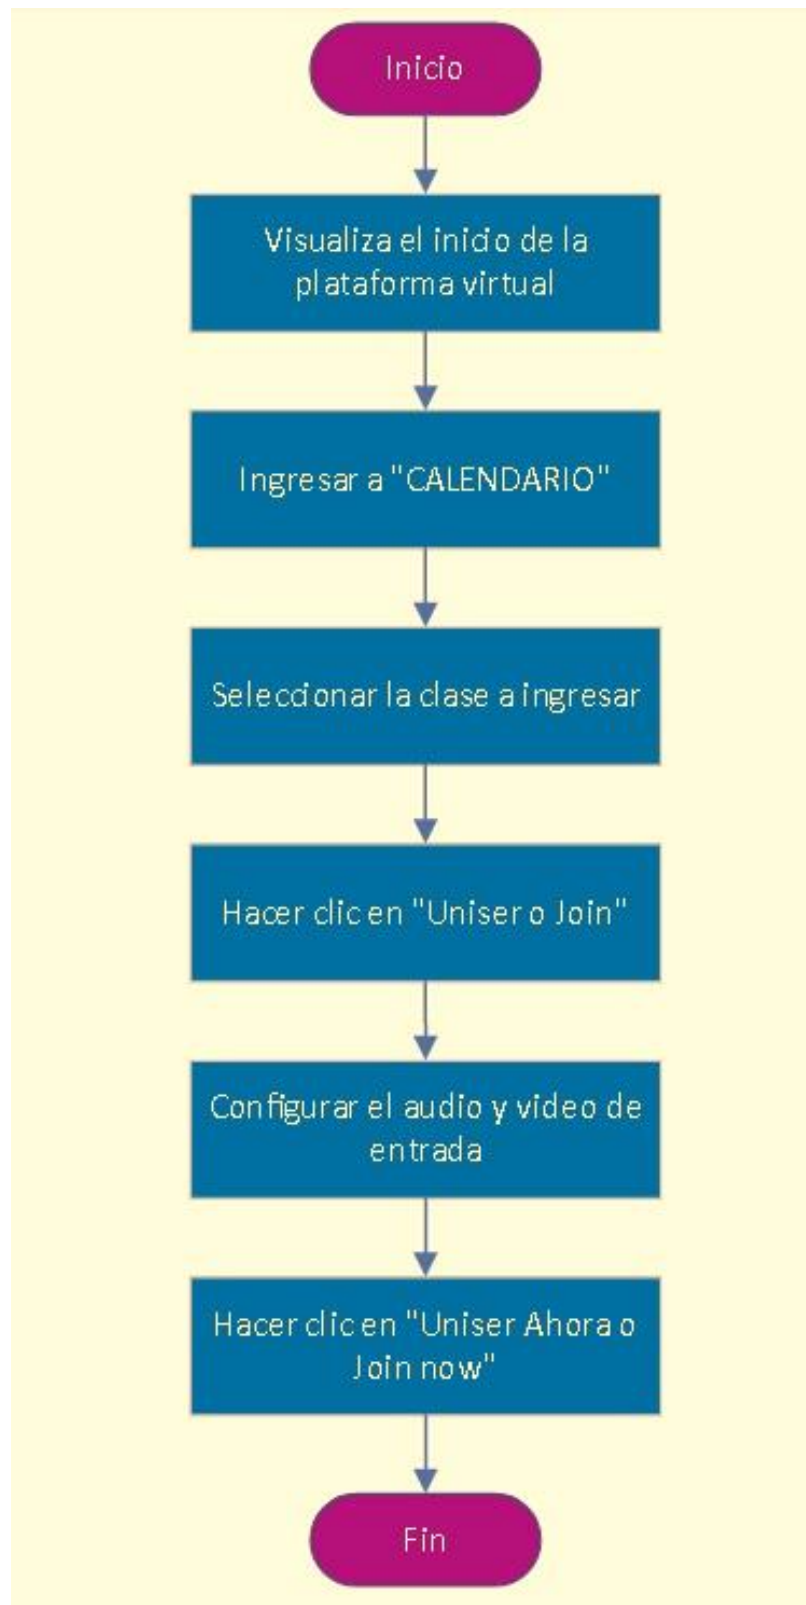 Inicio
Visualiza el inicio de la
plataforma virtual
Ingresar a "CALENDARIO"
Seleccionar la clase a ingresar
Hacer clic en "Uniser o Join"
Configurar el audio y video de
entrada
Hacer clic en "Uniser Ahora o
Join now"
Fin